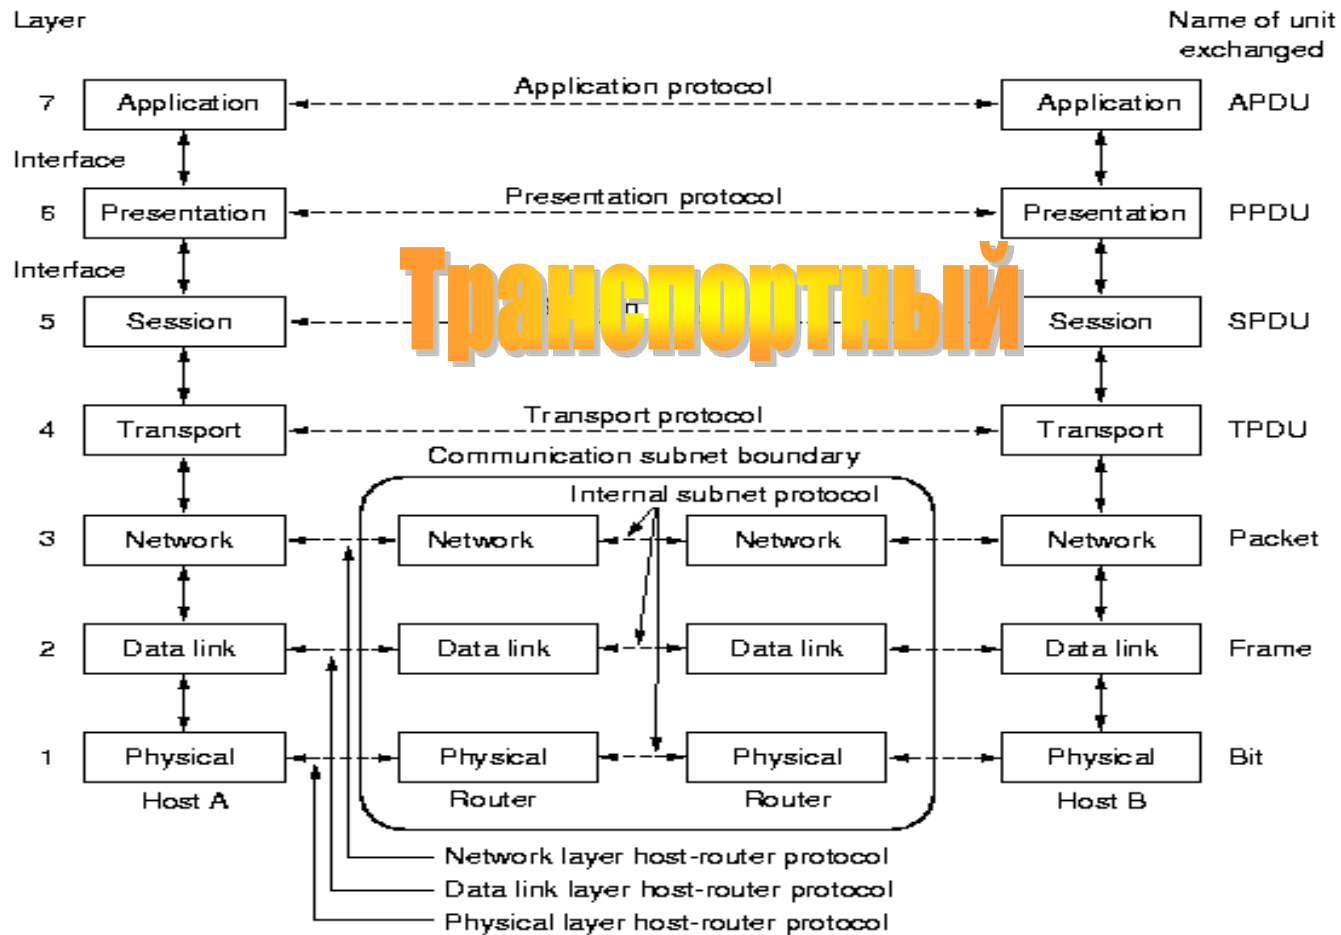 Layer
Name of unit
exchanged
Application protocol
7 Application Application APDU
Interface
Presentation protocol
6 Presentation Presentation PPDU
Interface
Транспортный
5 Session Session SPDU
Transport protocol
4 Transport Transport TPDU
Communication subnet boundary
Internal subnet protocol
3 Network Network Network Network Packet
2 Data link Data link Data link Data link Frame
1 Physical Physical Physical Physical Bit
Host A Router Router Host B
Network layer host-router protocol
Data link layer host-router protocol
Physical layer host-router protocol